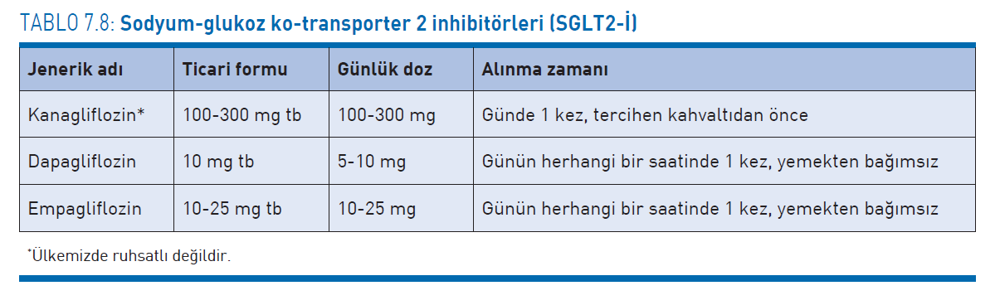 TABLO 7.8: Sodyum-glukoz ko-transporter 2 inhibitörleri (SGLT2-İ)
Jenerik adı Ticari formu Günlük doz Alınma zamanı
Kanagliflozin* 100-300 mg tb 100-300 mg Günde 1 kez, tercihen kahvaltıdan önce
Dapagliflozin 10 mg tb 5-10 mg Günün herhangi bir saatinde 1 kez, yemekten bağımsız
Empagliflozin 10-25 mg tb 10-25 mg Günün herhangi bir saatinde 1 kez, yemekten bağımsız
*Ülkemizde ruhsatlı değildir.